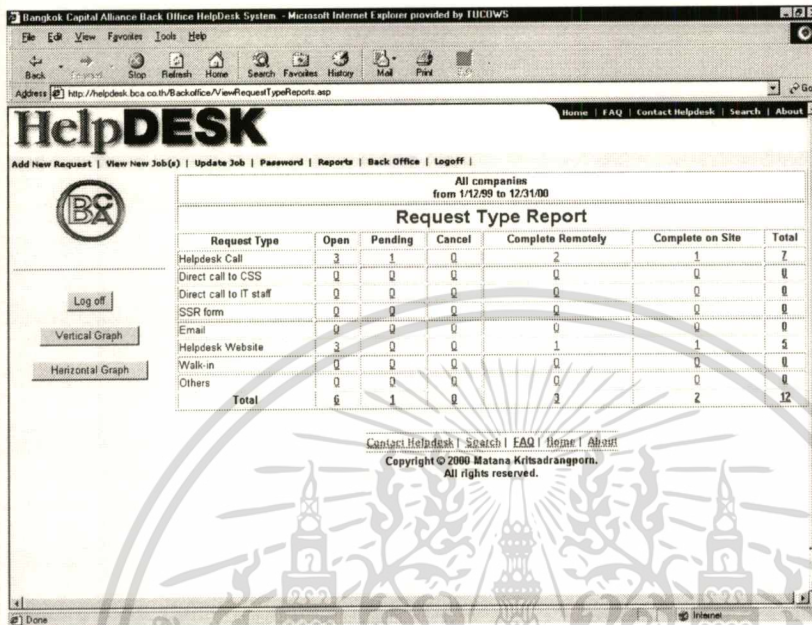 Bangkok Capital Alliance Back Office HelpDesk System. - Microsoft Internet Explorer provided by TUCOWS
File Edit View Favorites Tools Help
Back Forward Stop Refresh Home Search Favorites History Mail Print Edit
Address http://helpdesk.bca.co.th/Backoffice/ViewRequestTypeReports.asp Go
Home | FAQ | Contact Helpdesk | Search | About
HelpDESK
Add New Request | View New Job(s) | Update Job | Password | Reports | Back Office | Logoff |
BCA
All companies
from 1/12/99 to 12/31/00
Request Type Report
Request Type Open Pending Cancel Complete Remotely Complete on Site Total
Helpdesk Call 3 1 0 2 1 7
Direct call to CSS 0 0 0 0 0 0
Direct call to IT staff 0 0 0 0 0 0
SSR form 0 0 0 0 0 0
Email 0 0 0 0 0 0
Helpdesk Website 3 0 0 1 1 5
Walk-in 0 0 0 0 0 0
Others 0 0 0 0 0 0
Total 6 1 0 3 2 12
Log off
Vertical Graph
Herizontal Graph
Contact Helpdesk | Search | FAQ | Home | About
Copyright © 2000 Matana Kritsadrangporn.
All rights reserved.
Done Internet